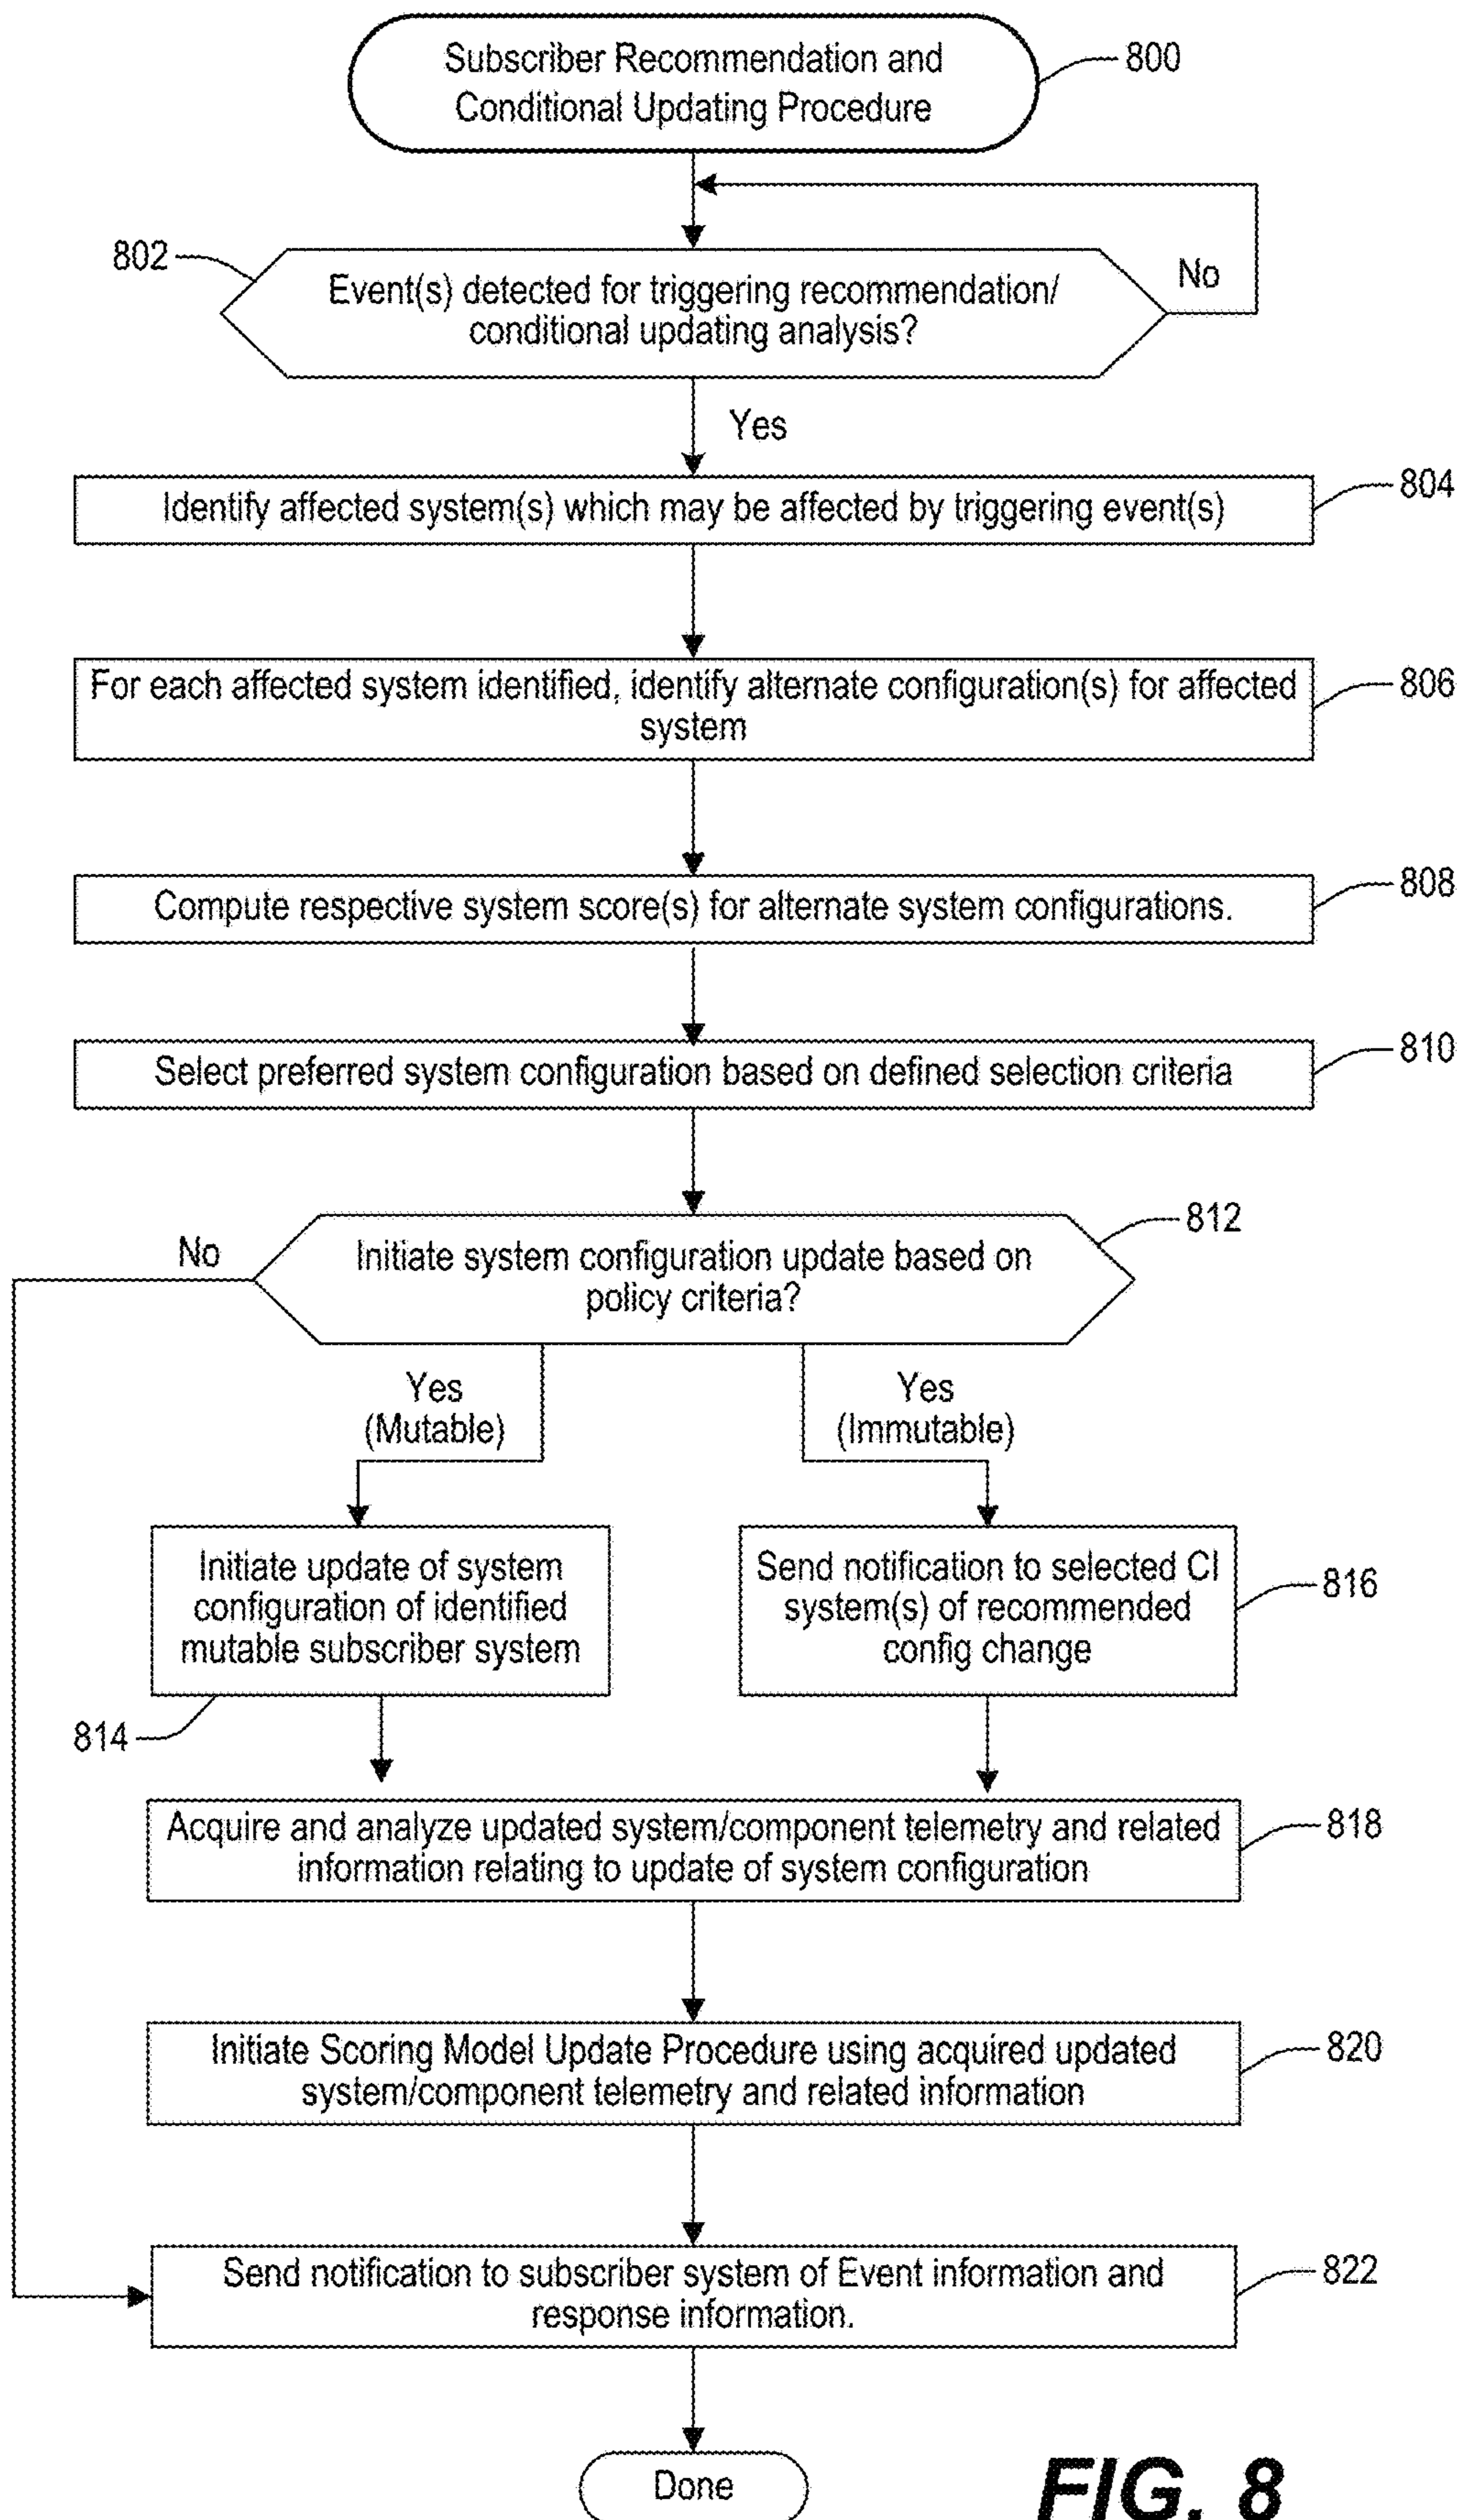 Subscriber Recommendation and
Conditional Updating Procedure
800
802
Event(s) detected for triggering recommendation/
conditional updating analysis?
No
Yes
Identify affected system(s) which may be affected by triggering event(s)
804
For each affected system identified, identify alternate configuration(s) for affected
system
806
Compute respective system score(s) for alternate system configurations.
808
Select preferred system configuration based on defined selection criteria
810
812
No
Initiate system configuration update based on
policy criteria?
Yes
(Mutable)
Yes
(Immutable)
Initiate update of system
configuration of identified
mutable subscriber system
814
Send notification to selected CI
system(s) of recommended
config change
816
Acquire and analyze updated system/component telemetry and related
information relating to update of system configuration
818
Initiate Scoring Model Update Procedure using acquired updated
system/component telemetry and related information
820
Send notification to subscriber system of Event information and
response information.
822
Done
FIG. 8